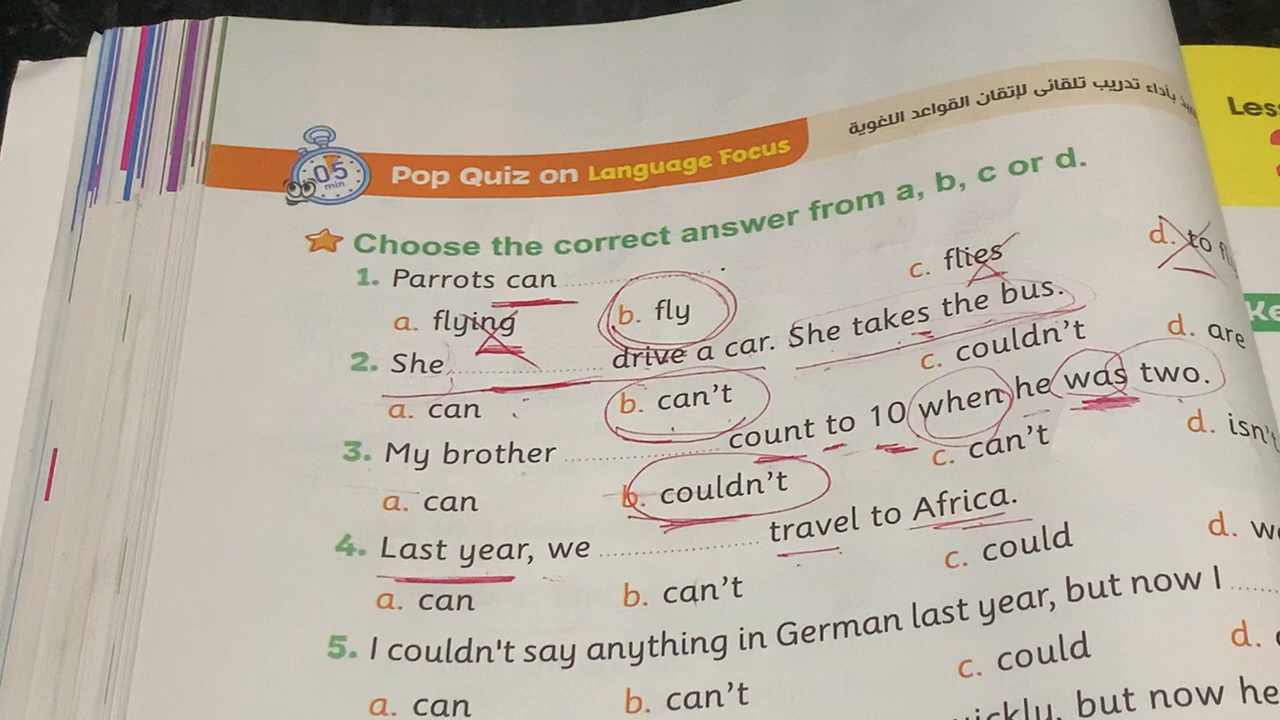 بأداء تدريب تلقائى لإتقان القواعد اللغوية
Les
05
min.
Pop Quiz on Language Focus
Choose the correct answer from a, b, c or d.
1. Parrots can ....................
a. flying b. fly c. flies d. to
2. She .................... drive a car. She takes the bus.
a. can b. can't c. couldn't d. are
3. My brother .................... count to 10 when he was two.
a. can b. couldn't c. can't d. isn't
4. Last year, we .................... travel to Africa.
a. can b. can't c. could d.
5. I couldn't say anything in German last year, but now I ......
a. can b. can't c. could d.
but now he